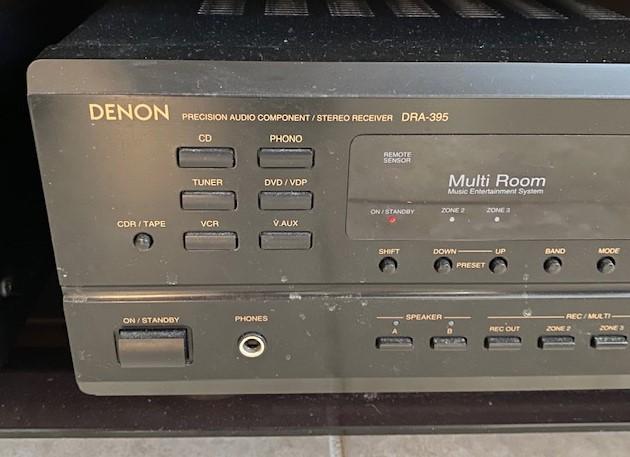 DENON PRECISION AUDIO COMPONENT / STEREO RECEIVER DRA-395
CD PHONO
REMOTE
SENSOR
TUNER DVD / VDP
Multi Room
Music Entertainment System
CDR / TAPE VCR V.AUX
ON / STANDBY ZONE 2 ZONE 3
SHIFT DOWN UP BAND MODE
PRESET
ON / STANDBY PHONES SPEAKER REC / MULTI
A B REC OUT ZONE 2 ZONE 3